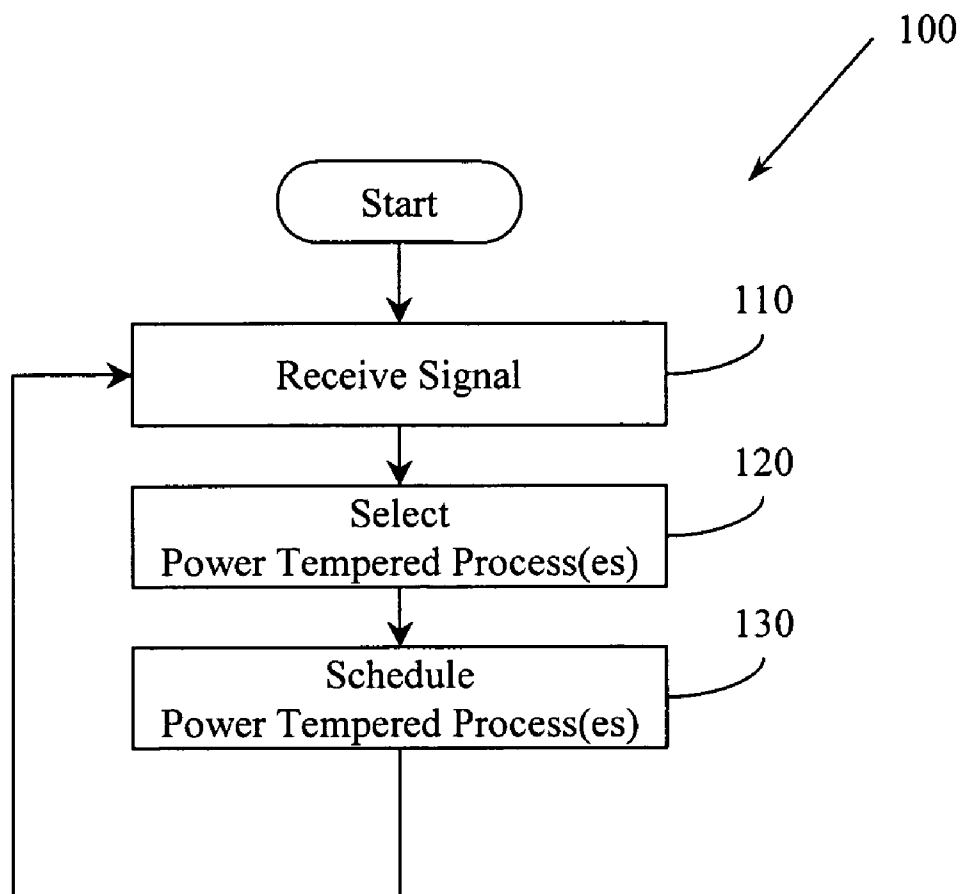 100
Start
110
Receive Signal
120
Select
Power Tempered Process(es)
130
Schedule
Power Tempered Process(es)